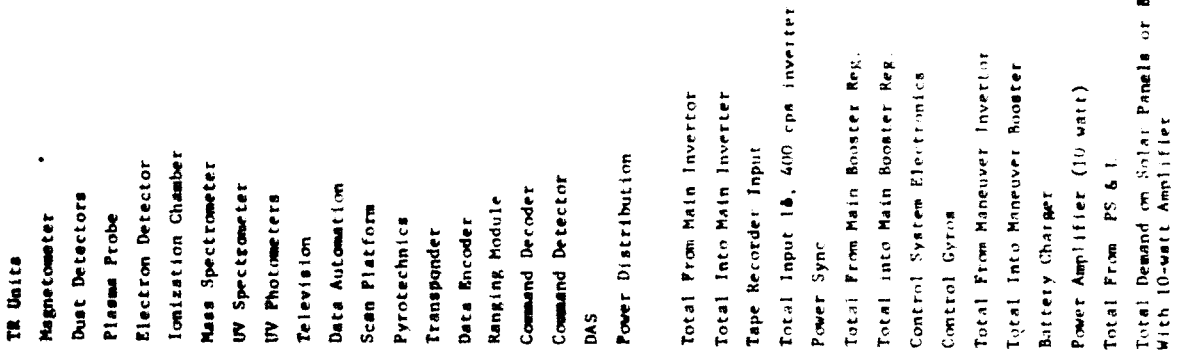 TR Units
Magnetometer
Dust Detectors
Plasma Probe
Electron Detector
Ionization Chamber
Mass Spectrometer
UV Spectrometer
UV Photometers
Television
Data Automation
Scan Platform
Pyrotechnics
Transponder
Data Encoder
Ranging Module
Command Decoder
Command Detector
DAS
Power Distribution
Total From Main Invertor
Total Into Main Inverter
Tape Recorder Input
Total Input 1ø, 400 cps inverter
Power Sync
Total From Main Booster Reg.
Total into Main Booster Reg.
Control System Electronics
Control Gyros
Total From Maneuver Invertor
Total Into Maneuver Booster
Battery Charger
Power Amplifier (10 watt)
Total From PS & L
Total Demand on Solar Panels or
With 10-watt Amplifier